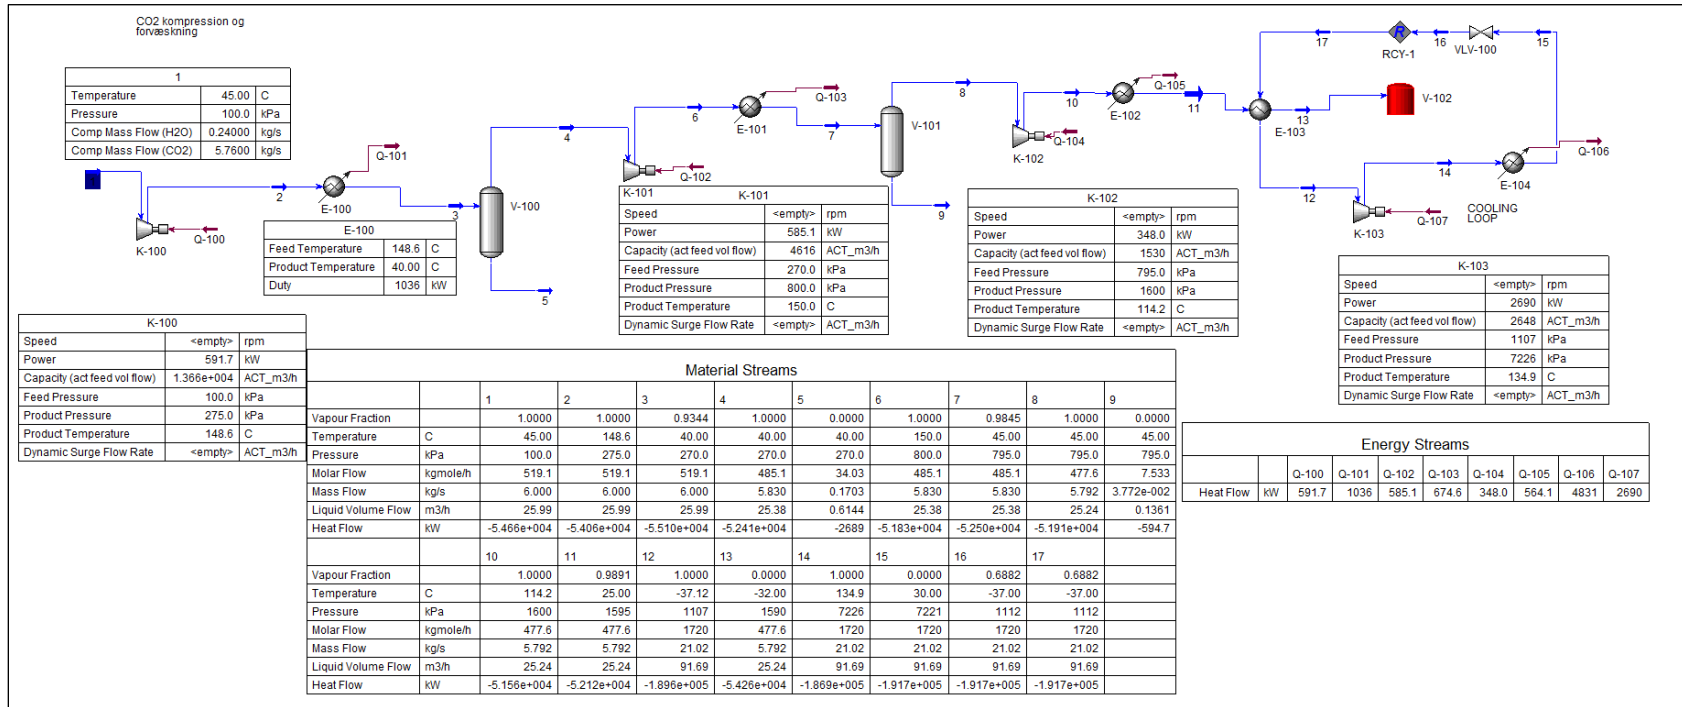 CO2 kompression og
forvæskning
1
Temperature 45.00 C
Pressure 100.0 kPa
Comp Mass Flow (H2O) 0.24000 kg/s
Comp Mass Flow (CO2) 5.7600 kg/s
K-100
Q-100
2
Q-101
E-100
3
E-100
Feed Temperature 148.6 C
Product Temperature 40.00 C
Duty 1036 kW
V-100
4
5
K-101
Q-102
6
Q-103
E-101
7
V-101
8
9
K-101
Speed <empty> rpm
Power 585.1 kW
Capacity (act feed vol flow) 4616 ACT_m3/h
Feed Pressure 270.0 kPa
Product Pressure 800.0 kPa
Product Temperature 150.0 C
Dynamic Surge Flow Rate <empty> ACT_m3/h
K-102
Q-104
10
Q-105
E-102
11
K-102
Speed <empty> rpm
Power 348.0 kW
Capacity (act feed vol flow) 1530 ACT_m3/h
Feed Pressure 795.0 kPa
Product Pressure 1600 kPa
Product Temperature 114.2 C
Dynamic Surge Flow Rate <empty> ACT_m3/h
E-103
13
V-102
17
RCY-1
16
VLV-100
15
12
K-103
Q-107
14
E-104
Q-106
COOLING
LOOP
K-103
Speed <empty> rpm
Power 2690 kW
Capacity (act feed vol flow) 2648 ACT_m3/h
Feed Pressure 1107 kPa
Product Pressure 7226 kPa
Product Temperature 134.9 C
Dynamic Surge Flow Rate <empty> ACT_m3/h
K-100
Speed <empty> rpm
Power 591.7 kW
Capacity (act feed vol flow) 1.366e+004 ACT_m3/h
Feed Pressure 100.0 kPa
Product Pressure 275.0 kPa
Product Temperature 148.6 C
Dynamic Surge Flow Rate <empty> ACT_m3/h
Material Streams
1 2 3 4 5 6 7 8 9
Vapour Fraction 1.0000 1.0000 0.9344 1.0000 0.0000 1.0000 0.9845 1.0000 0.0000
Temperature C 45.00 148.6 40.00 40.00 40.00 150.0 45.00 45.00 45.00
Pressure kPa 100.0 275.0 270.0 270.0 270.0 800.0 795.0 795.0 795.0
Molar Flow kgmole/h 519.1 519.1 519.1 485.1 34.03 485.1 485.1 477.6 7.533
Mass Flow kg/s 6.000 6.000 6.000 5.830 0.1703 5.830 5.830 5.792 3.772e-002
Liquid Volume Flow m3/h 25.99 25.99 25.99 25.38 0.6144 25.38 25.38 25.24 0.1361
Heat Flow kW -5.466e+004 -5.406e+004 -5.510e+004 -5.241e+004 -2689 -5.183e+004 -5.250e+004 -5.191e+004 -594.7
10 11 12 13 14 15 16 17
Vapour Fraction 1.0000 0.9891 1.0000 0.0000 1.0000 0.0000 0.6882 0.6882
Temperature C 114.2 25.00 -37.12 -32.00 134.9 30.00 -37.00 -37.00
Pressure kPa 1600 1595 1107 1590 7226 7221 1112 1112
Molar Flow kgmole/h 477.6 477.6 1720 477.6 1720 1720 1720 1720
Mass Flow kg/s 5.792 5.792 21.02 5.792 21.02 21.02 21.02 21.02
Liquid Volume Flow m3/h 25.24 25.24 91.69 25.24 91.69 91.69 91.69 91.69
Heat Flow kW -5.156e+004 -5.212e+004 -1.896e+005 -5.426e+004 -1.869e+005 -1.917e+005 -1.917e+005 -1.917e+005
Energy Streams
Q-100 Q-101 Q-102 Q-103 Q-104 Q-105 Q-106 Q-107
Heat Flow kW 591.7 1036 585.1 674.6 348.0 564.1 4831 2690